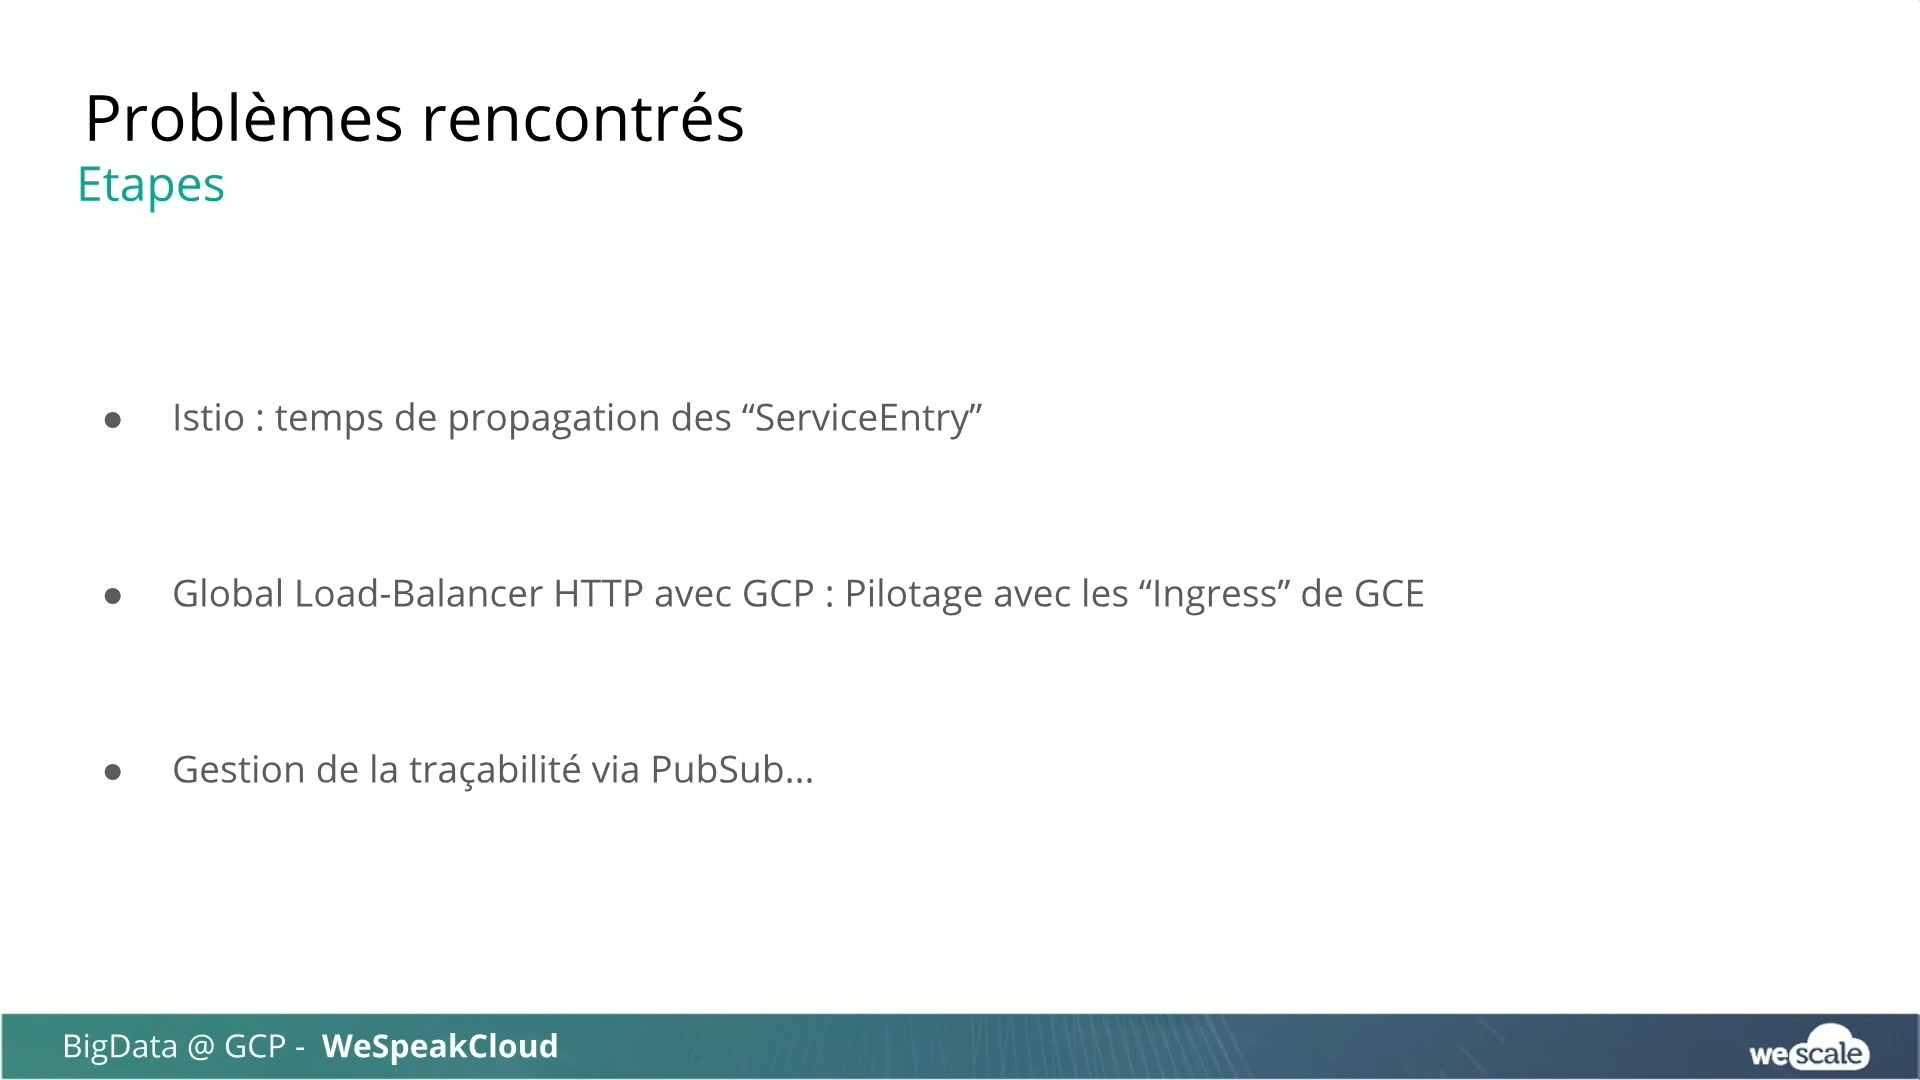 Problèmes rencontrés
Etapes
● Istio : temps de propagation des “ServiceEntry”
● Global Load-Balancer HTTP avec GCP : Pilotage avec les “Ingress” de GCE
● Gestion de la traçabilité via PubSub...
BigData @ GCP - WeSpeakCloud
wescale